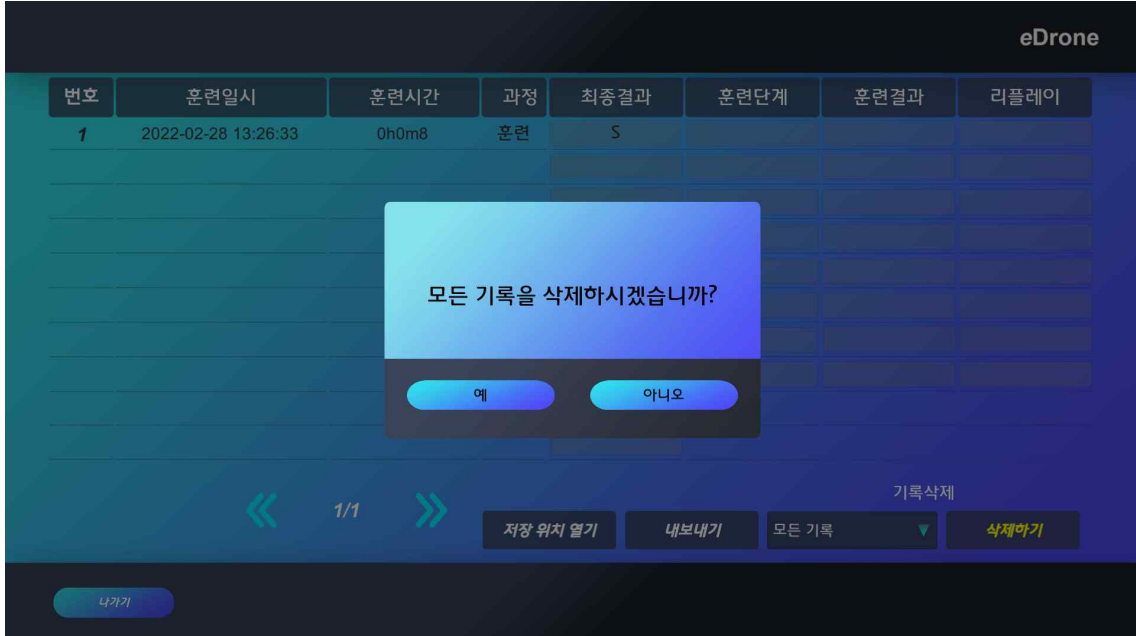 eDrone
번호 훈련일시 훈련시간 과정 최종결과 훈련단계 훈련결과 리플레이
1 2022-02-28 13:26:33 0h0m8 훈련 S
모든 기록을 삭제하시겠습니까?
예 아니오
기록삭제
1/1
저장 위치 열기 내보내기 모든 기록 삭제하기
나가기